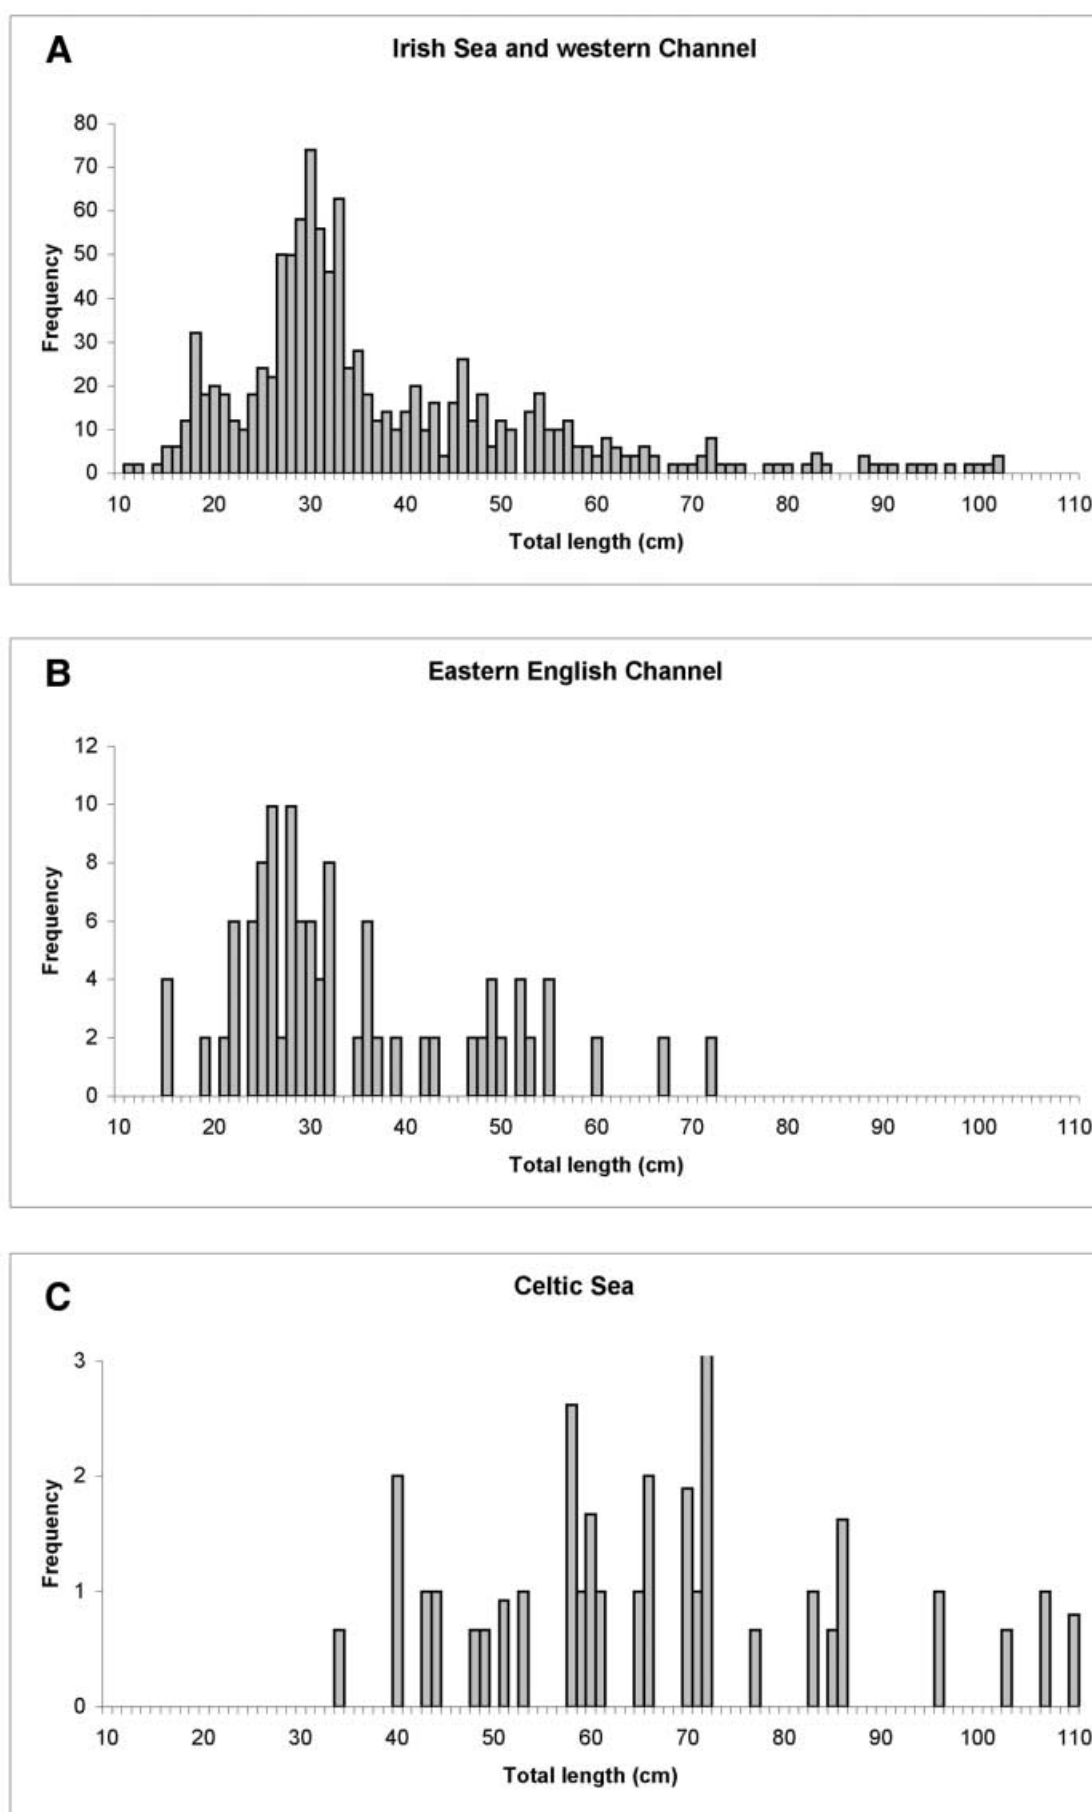 A
Irish Sea and western Channel
80
70
60
50
40
30
20
10
0
Frequency
10 20 30 40 50 60 70 80 90 100 110
Total length (cm)
B
Eastern English Channel
12
10
8
6
4
2
0
Frequency
10 20 30 40 50 60 70 80 90 100 110
Total length (cm)
C
Celtic Sea
3
2
1
0
Frequency
10 20 30 40 50 60 70 80 90 100 110
Total length (cm)